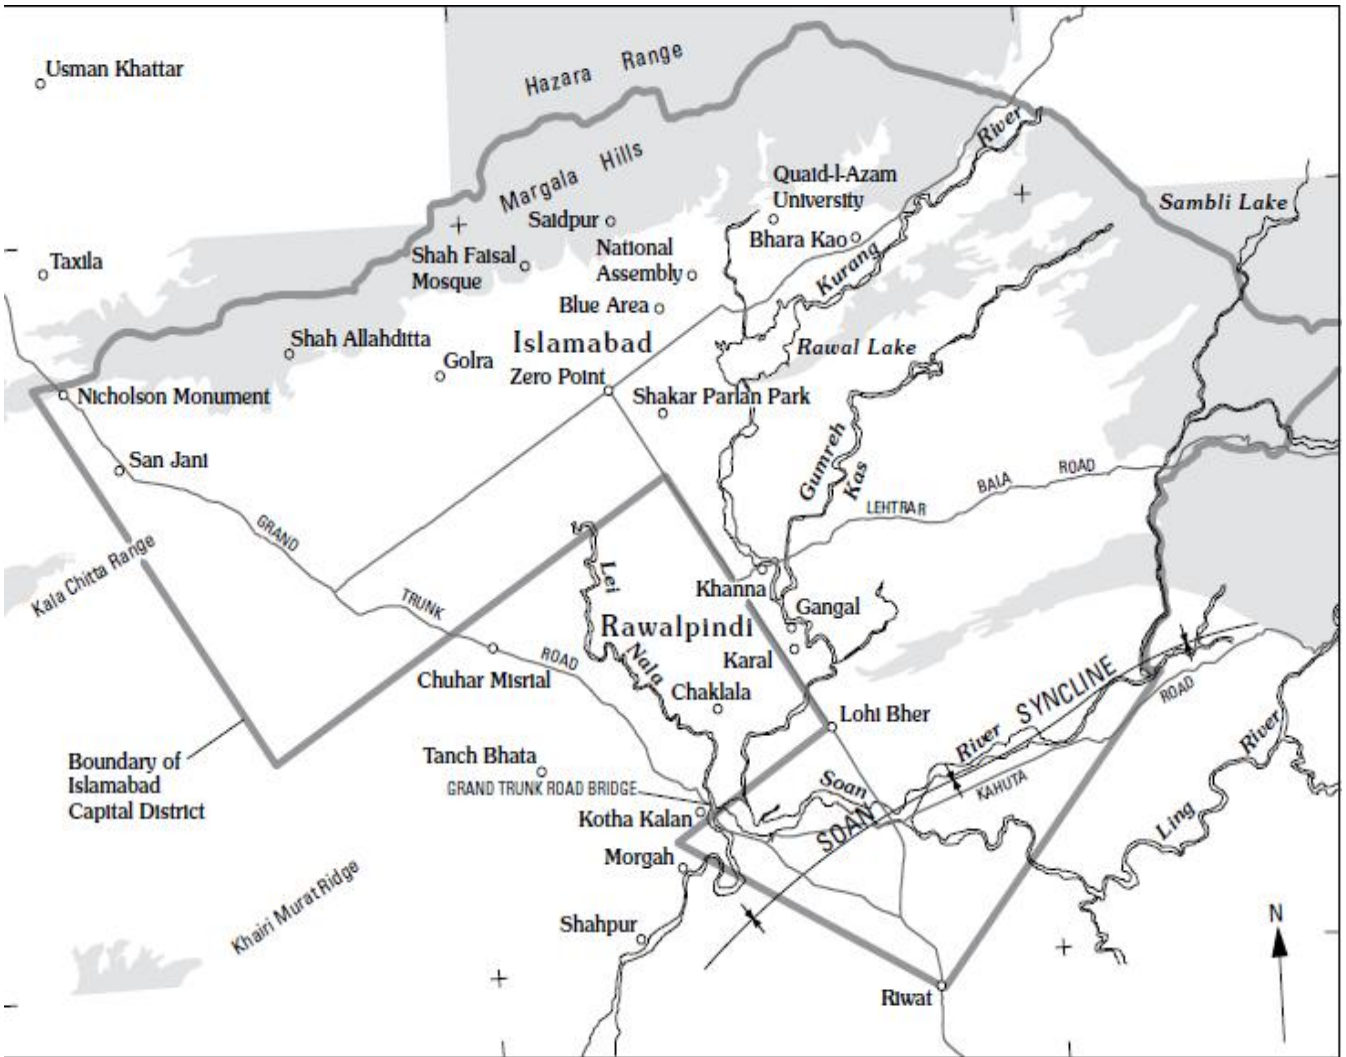 Usman Khattar
Hazara Range
Margala Hills
River
Quaid-I-Azam
University
Sambli Lake
Saidpur
Bhara Kao
Kurang
Taxila
Shah Faisal
Mosque
National
Assembly
Blue Area
Shah Allahditta
Islamabad
Rawal Lake
Golra
Zero Point
Nicholson Monument
Shakar Parian Park
San Jani
Gumreh
Kas
LEHTRAR
BALA
ROAD
GRAND
Kala Chitta Range
Lei
Khanna
TRUNK
Gangal
Rawalpindi
ROAD
Nala
Karal
Chuhar Misrial
Chaklala
SYNCLINE
ROAD
Lohi Bher
River
River
Boundary of
Islamabad
Capital District
Tanch Bhata
GRAND TRUNK ROAD BRIDGE
Soan
KAHUTA
Kotha Kalan
SOAN
Ling
Morgah
Khairi Murat Ridge
Shahpur
N
Riwat